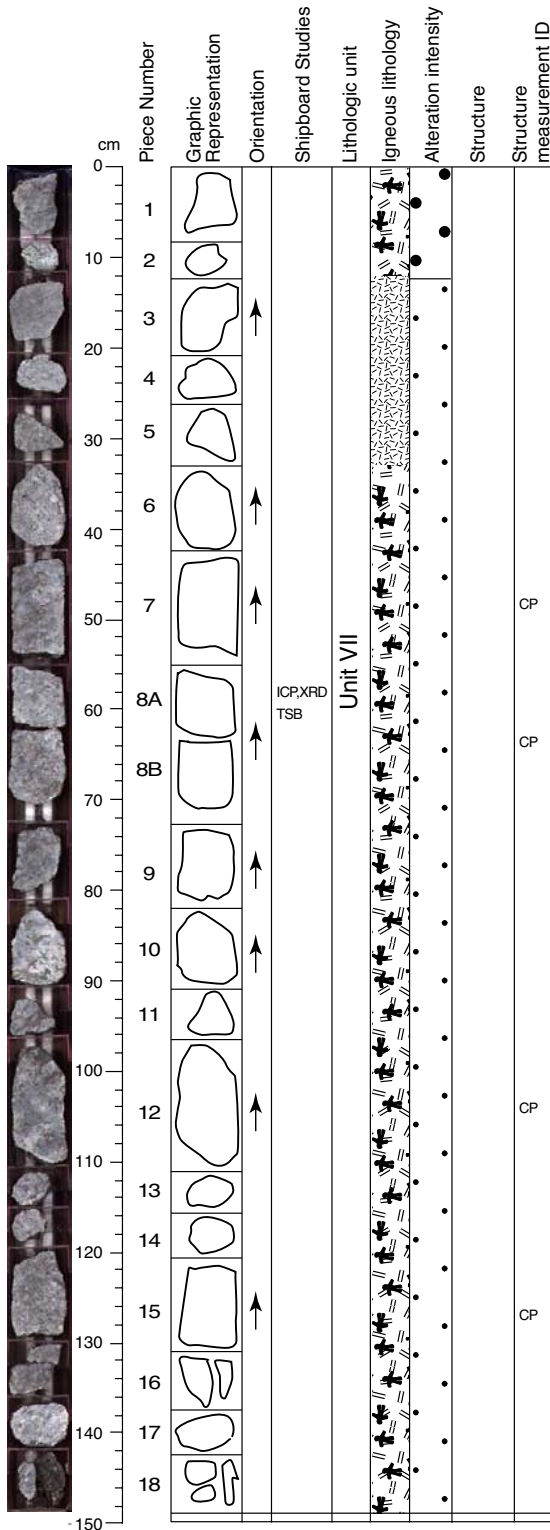 cm
Piece Number
Graphic
Representation
Orientation
Shipboard Studies
Lithologic unit
Igneous lithology
Alteration intensity
Structure
Structure
measurement ID
0
1
10
2
3
20
4
5
30
6
40
7
50
CP
8A
ICP,XRD
TSB
Unit VII
60
CP
8B
70
9
80
10
90
11
100
12
CP
110
13
14
120
15
CP
130
16
17
140
18
150